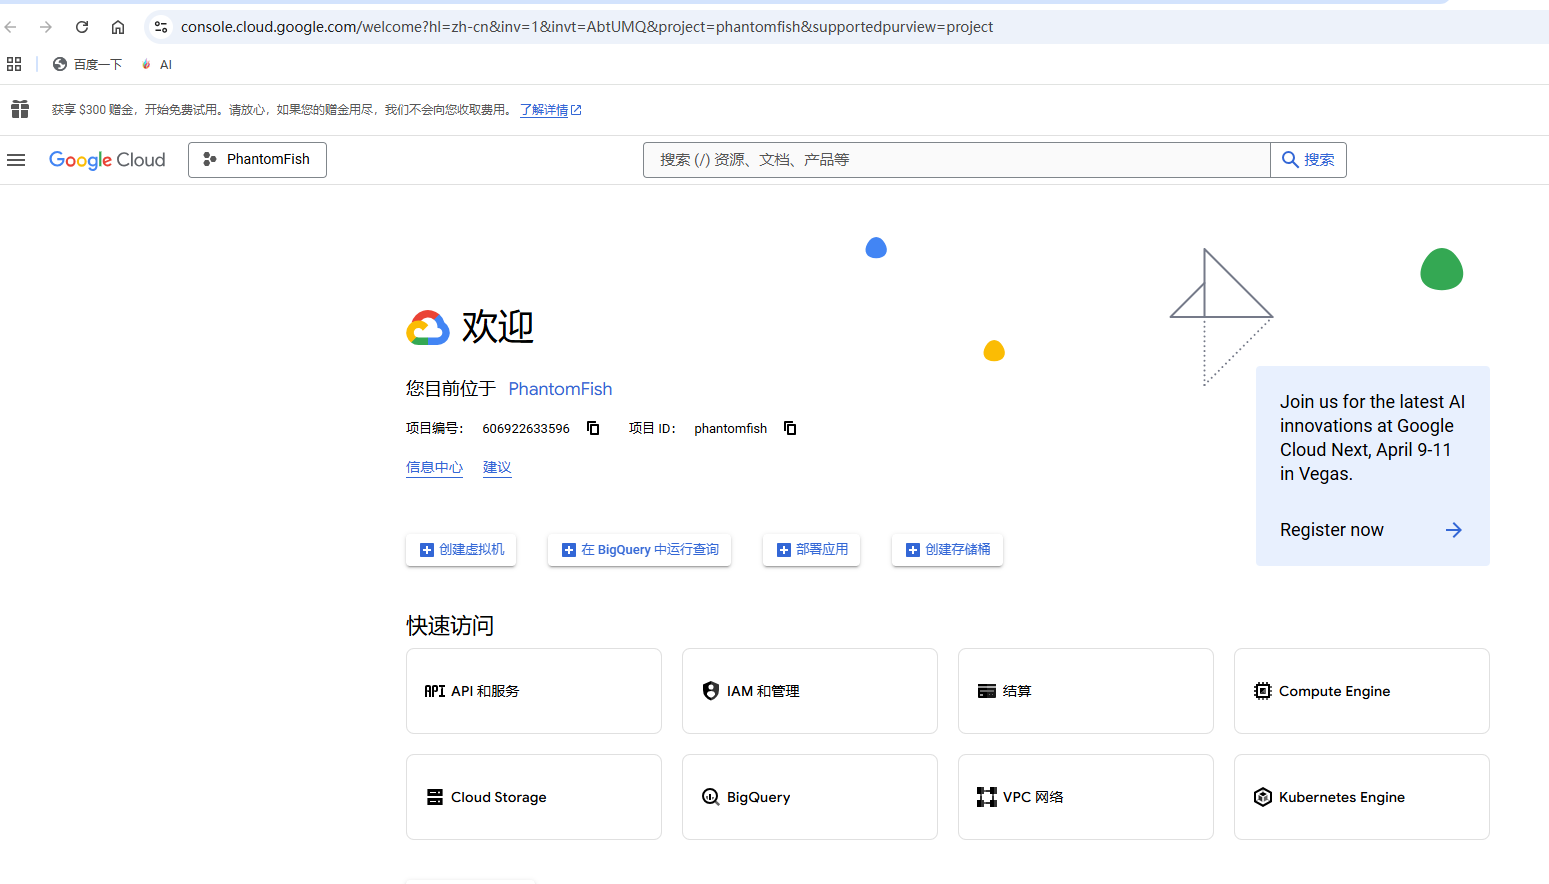 console.cloud.google.com/welcome?hl=zh-cn&inv=1&invt=AbtUMQ&project=phantomfish&supportedpurview=project
百度一下 AI
获享 $300 赠金，开始免费试用。请放心，如果您的赠金用尽，我们不会向您收取费用。 了解详情
Google Cloud PhantomFish 搜索 (/) 资源、文档、产品等 搜索
欢迎
您目前位于 PhantomFish
项目编号： 606922633596 项目 ID： phantomfish
信息中心 建议
Join us for the latest AI
innovations at Google
Cloud Next, April 9-11
in Vegas.
Register now
创建虚拟机 在 BigQuery 中运行查询 部署应用 创建存储桶
快速访问
API API 和服务 IAM 和管理 结算 Compute Engine
Cloud Storage BigQuery VPC 网络 Kubernetes Engine